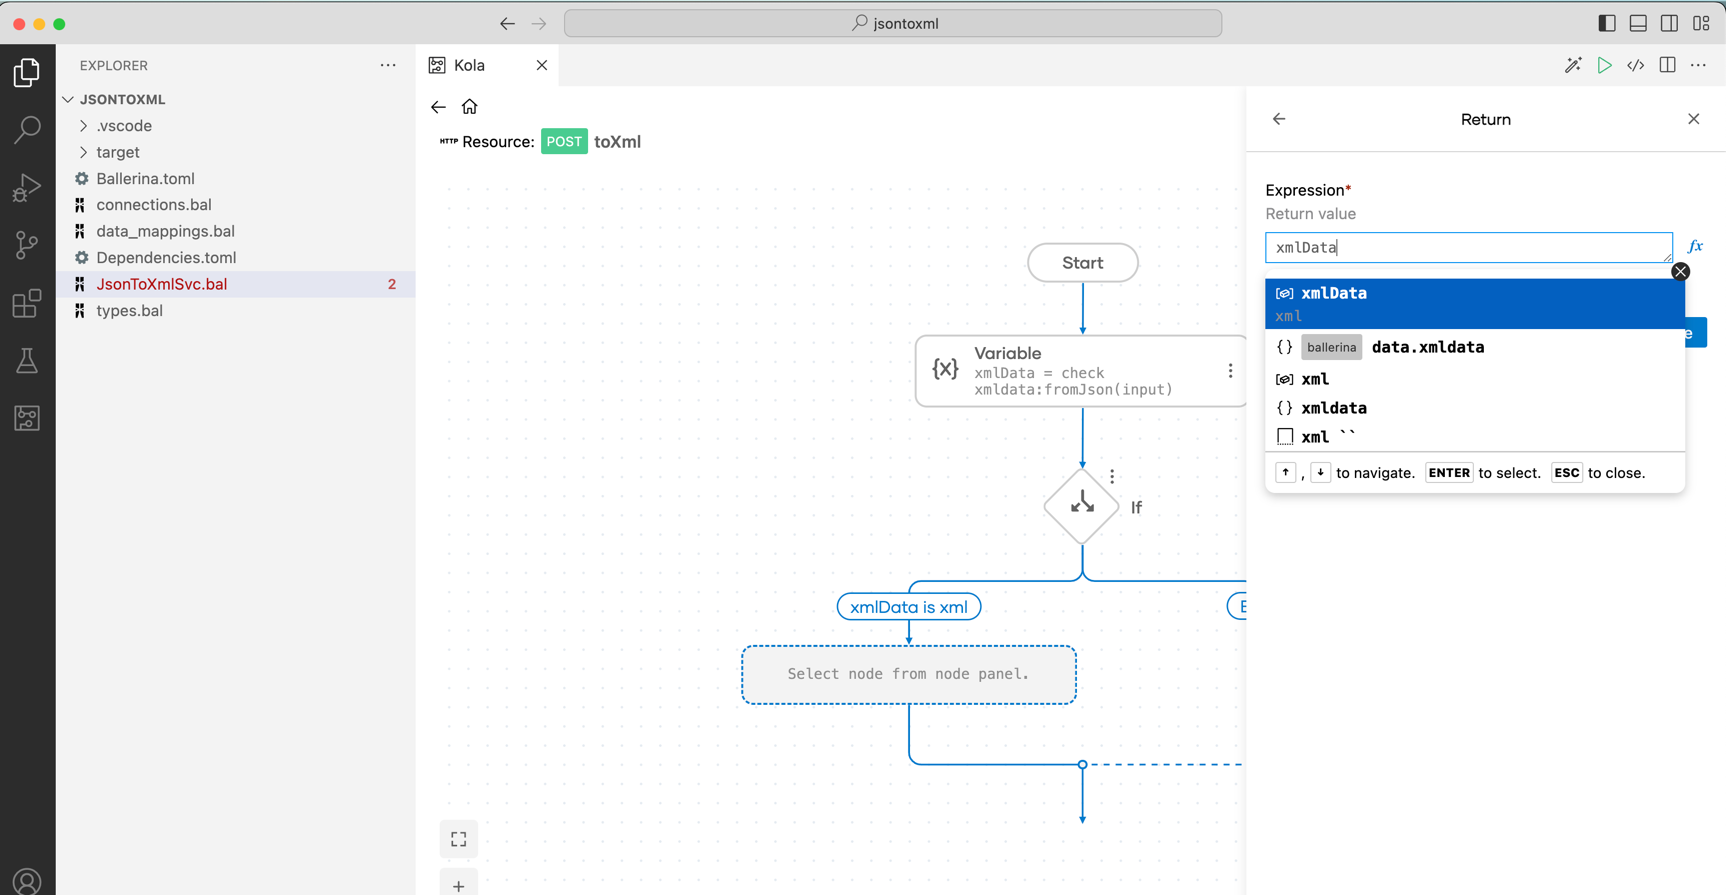 jsontoxml
EXPLORER
JSONTOXML
.vscode
target
Ballerina.toml
connections.bal
data_mappings.bal
Dependencies.toml
JsonToXmlSvc.bal 2
types.bal
Kola
HTTP Resource: POST toXml
Start
Variable
xmlData = check
xmldata:fromJson(input)
If
xmlData is xml
E
Select node from node panel.
Return
Expression*
Return value
xmlData
fx
xmlData
xml
e
{} ballerina data.xmldata
xml
{} xmldata
xml ``
↑ , ↓ to navigate. ENTER to select. ESC to close.